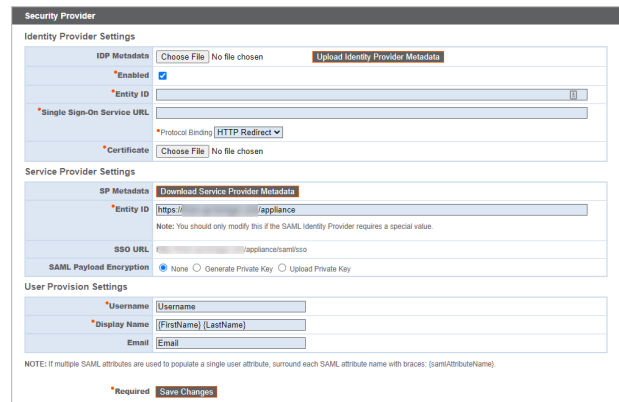 Security Provider
Identity Provider Settings
IDP Metadata Choose File No file chosen Upload Identity Provider Metadata
*Enabled
*Entity ID
*Single Sign-On Service URL
*Protocol Binding HTTP Redirect
*Certificate Choose File No file chosen
Service Provider Settings
SP Metadata Download Service Provider Metadata
*Entity ID https:// /appliance
Note: You should only modify this if the SAML Identity Provider requires a special value.
SSO URL /appliance/saml/sso
SAML Payload Encryption None Generate Private Key Upload Private Key
User Provision Settings
*Username Username
*Display Name {FirstName} {LastName}
Email Email
NOTE: If multiple SAML attributes are used to populate a single user attribute, surround each SAML attribute name with braces: {samlAttributeName}.
*Required Save Changes